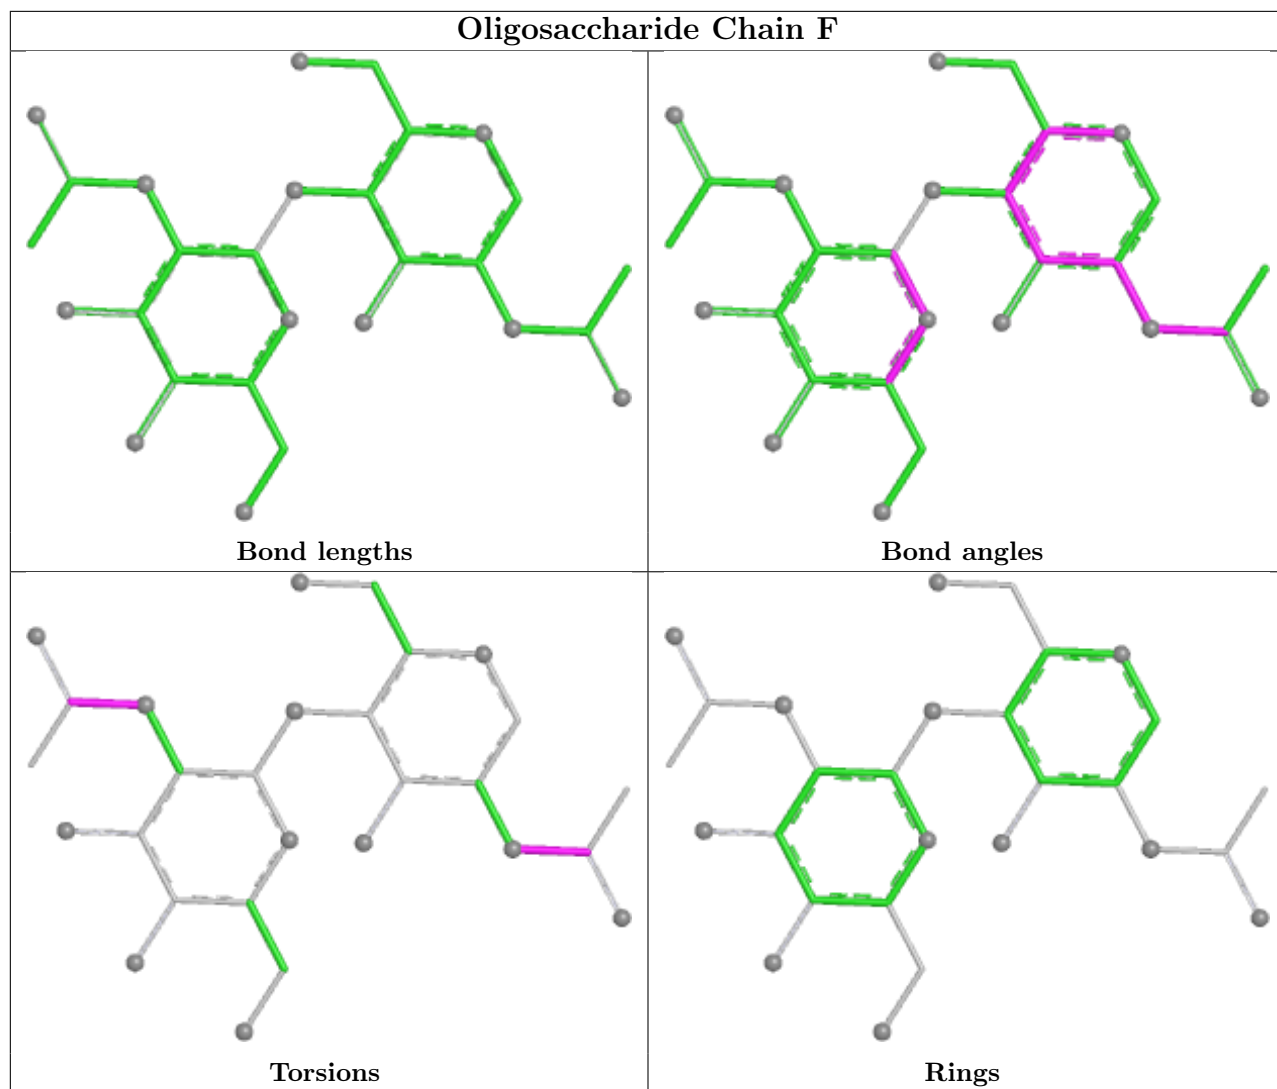 Oligosaccharide Chain F
Bond lengths
Bond angles
Torsions
Rings